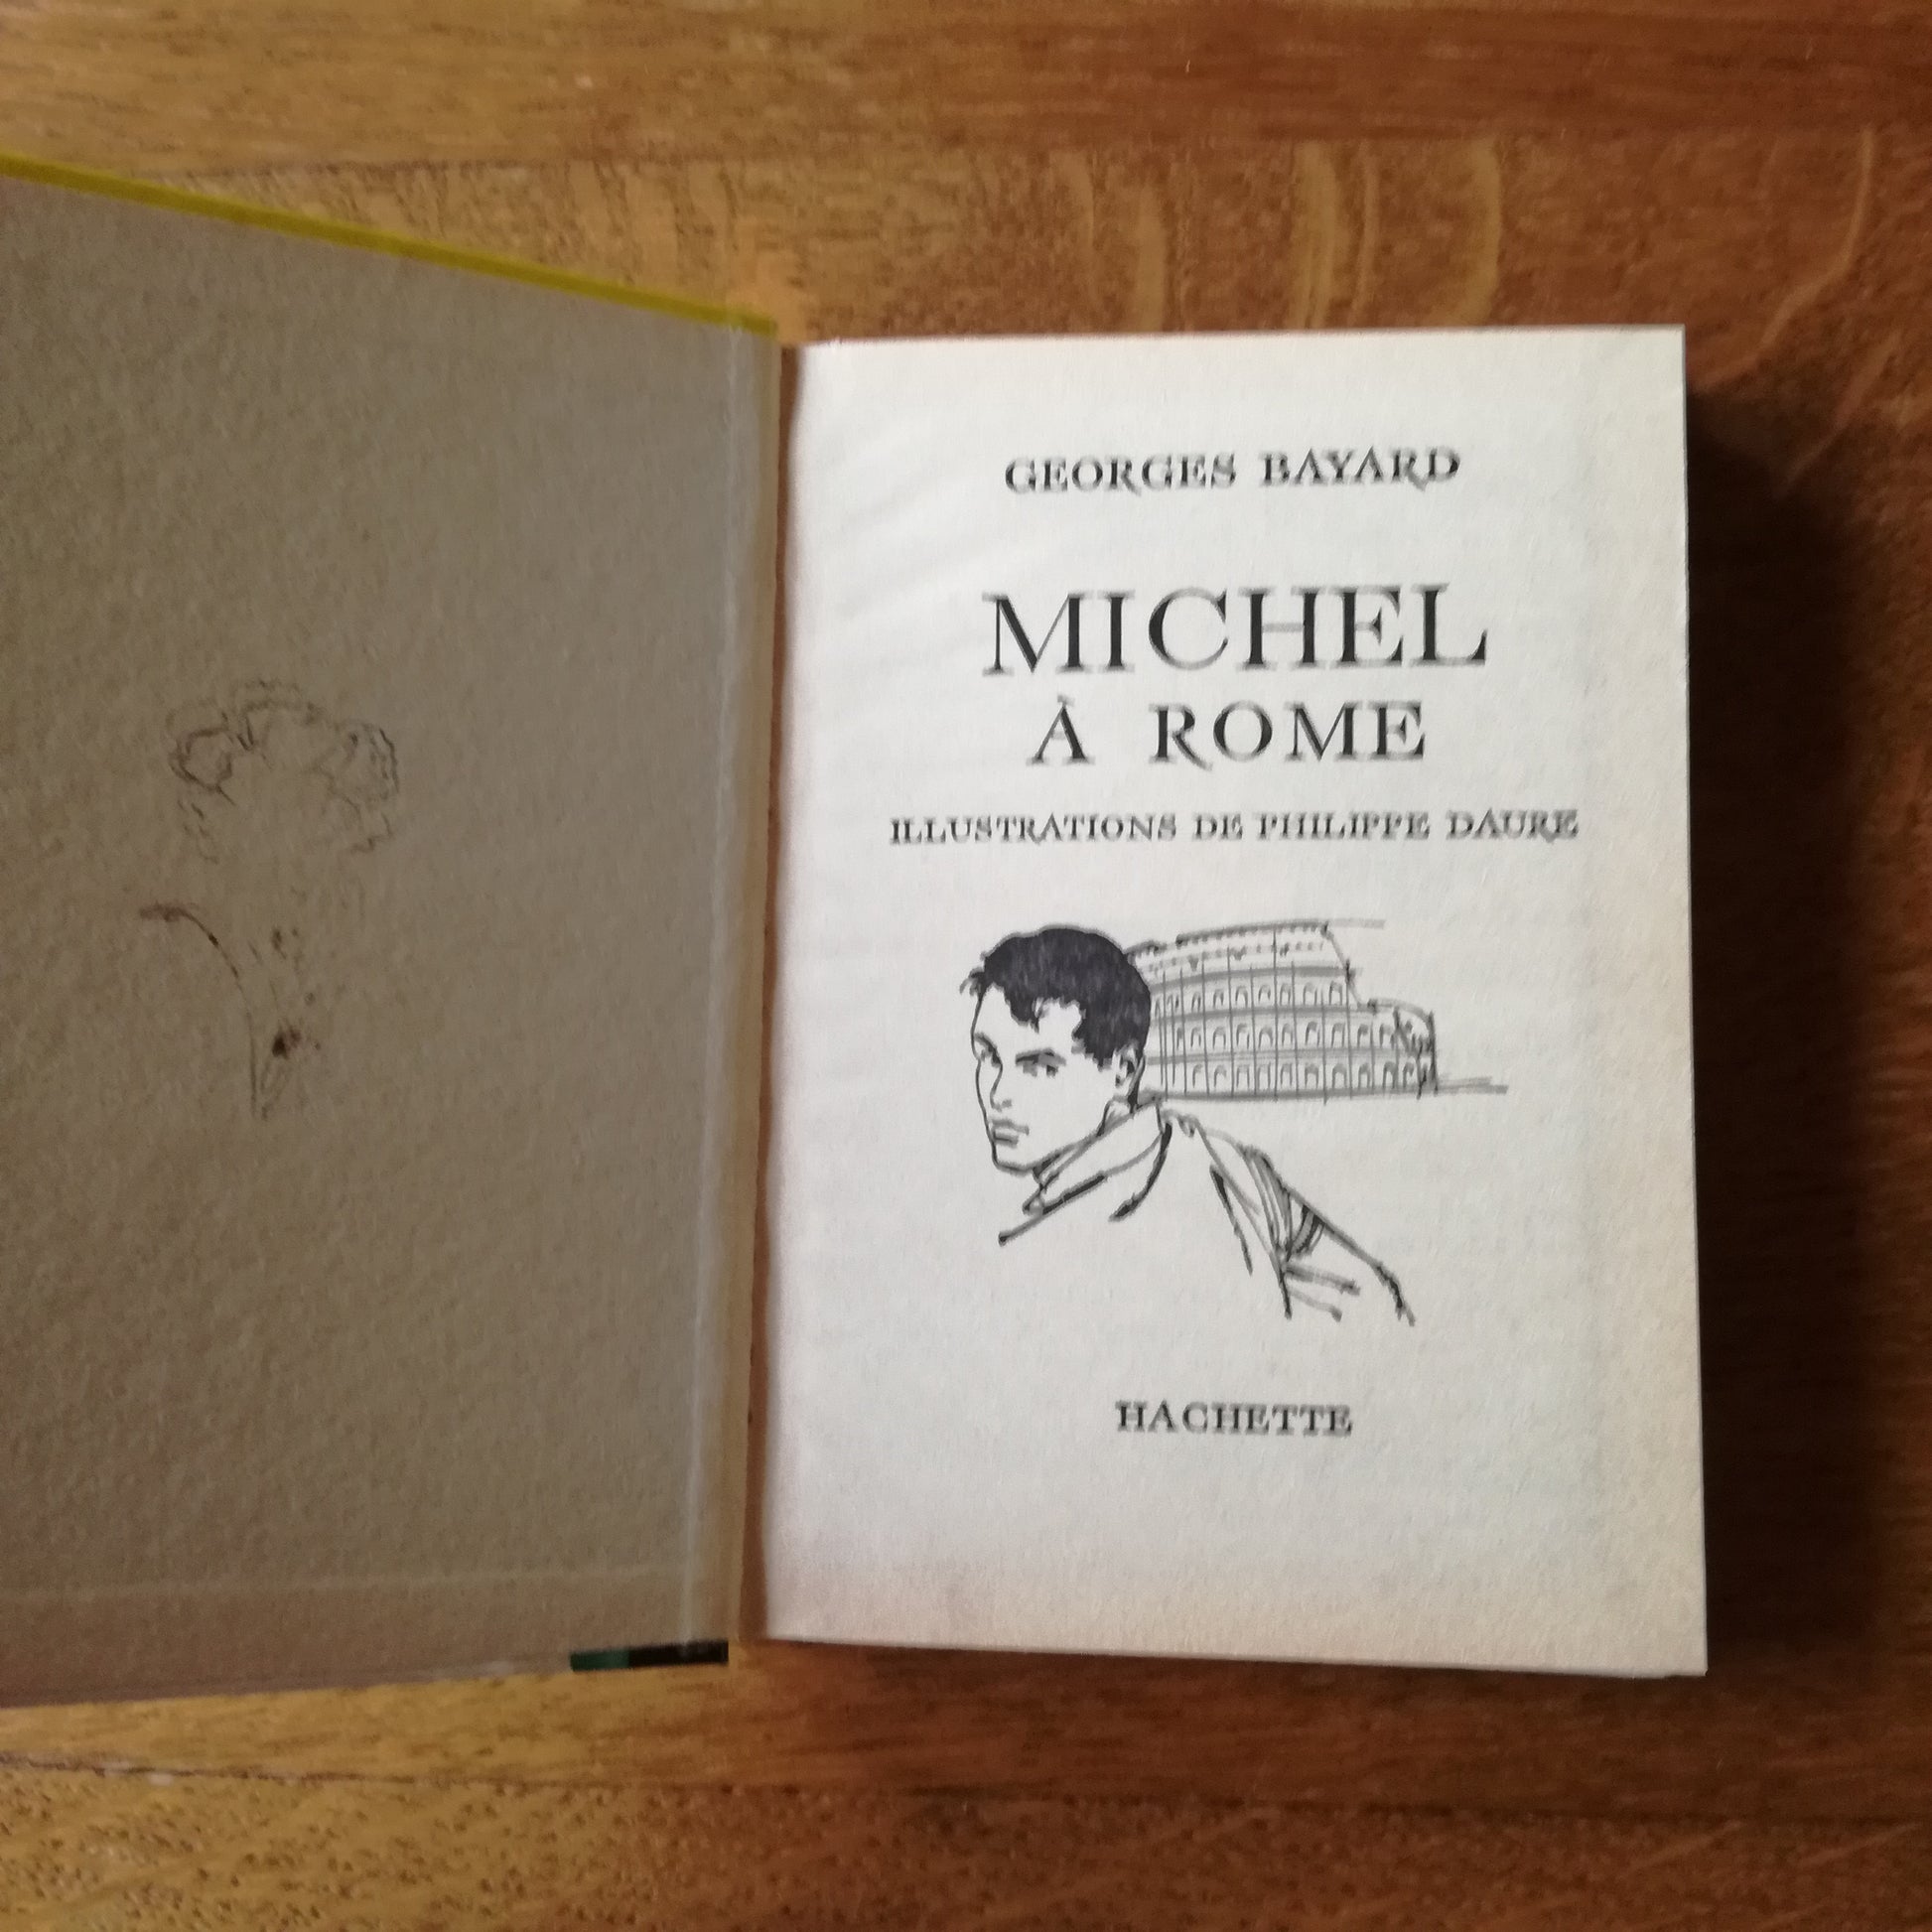 GEORGES BAYARD
MICHEL
À ROME
ILLUSTRATIONS DE PHILIPPE DAURE
HACHETTE